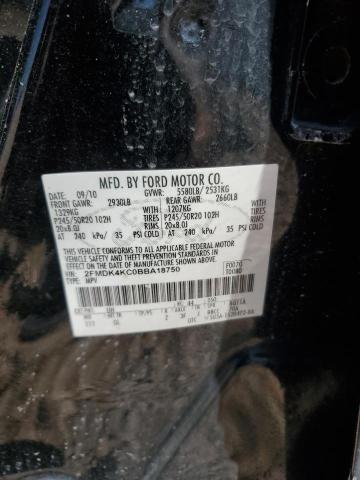 MFD. BY FORD MOTOR CO.
DATE: 09/10 GVWR: 5580LB/2531KG
FRONT GAWR: 2930LB REAR GAWR: 2660LB
1329KG WITH 1207KG WITH
P245/50R20 102H TIRES P245/50R20 102H TIRES
20x8.0J RIMS 20x8.0J RIMS
AT 240 kPa/ 35 PSI COLD AT 240 kPa/ 35 PSI COLD
THIS VEHICLE CONFORMS TO ALL APPLICABLE FEDERAL MOTOR VEHICLE
SAFETY AND THEFT PREVENTION STANDARDS IN EFFECT ON THE DATE OF
MANUFACTURE SHOWN ABOVE.
VIN: 2FMDK4KC0BBA18750
TYPE: MPV